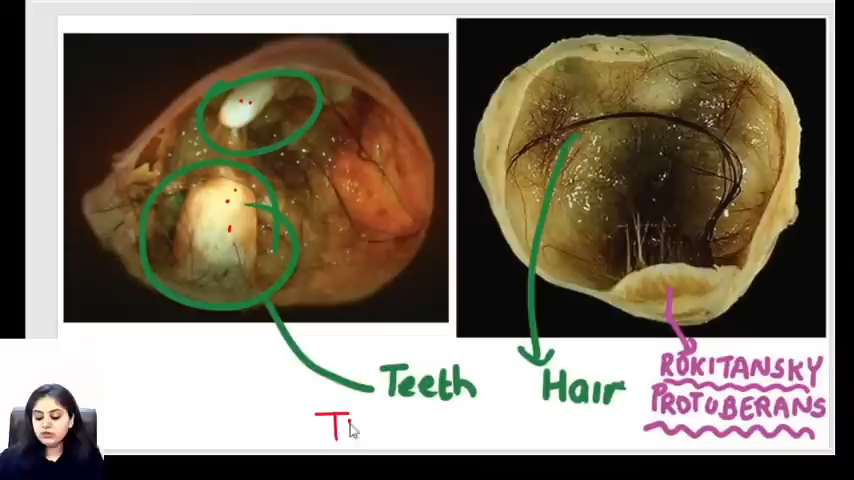 Teeth
Hair
ROKITANSKY
PROTUBERANS
T